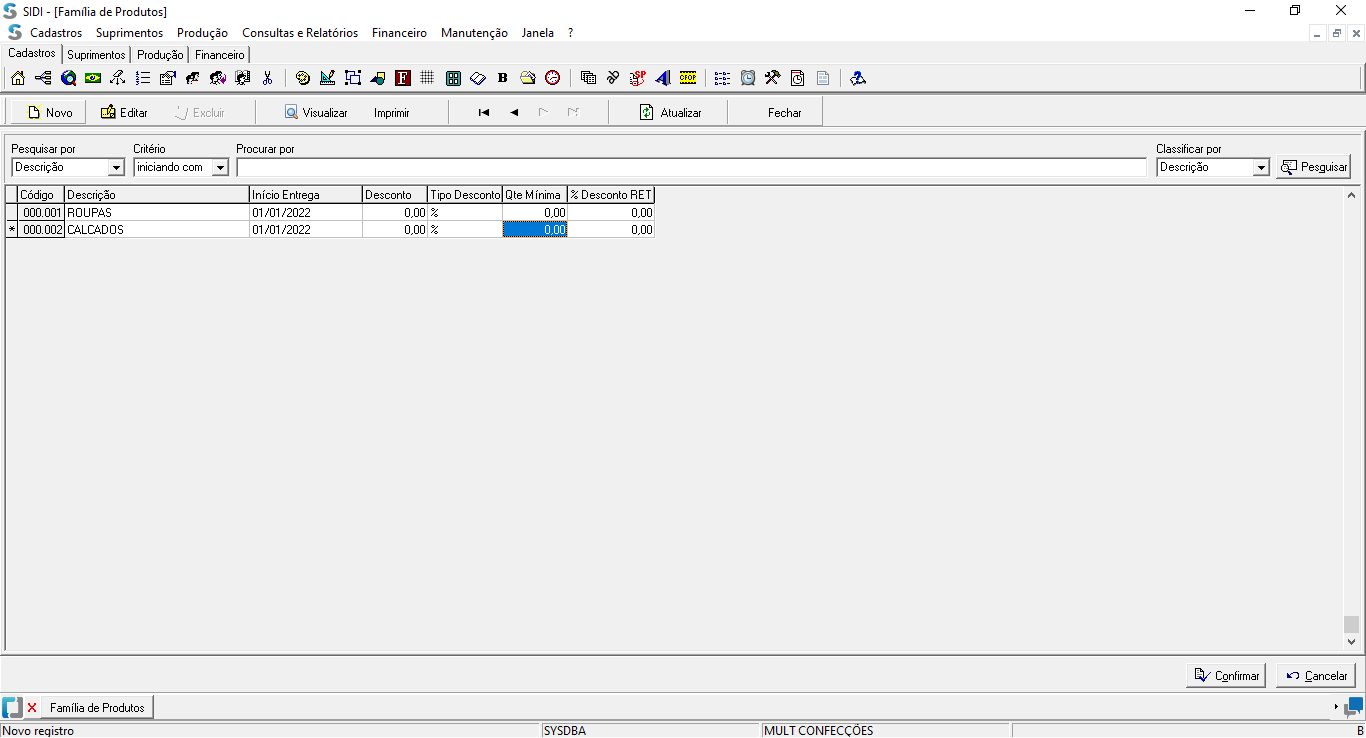 SIDI - [Família de Produtos]
Cadastros Suprimentos Produção Consultas e Relatórios Financeiro Manutenção Janela ?
Cadastros Suprimentos Produção Financeiro
F B SP CFOP
Novo Editar Excluir Visualizar Imprimir Atualizar Fechar
Pesquisar por Critério Procurar por Classificar por
Descrição iniciando com Descrição Pesquisar
Código Descrição Início Entrega Desconto Tipo Desconto Qte Mínima % Desconto RET
000.001 ROUPAS 01/01/2022 0,00 % 0,00 0,00
* 000.002 CALCADOS 01/01/2022 0,00 % 0,00 0,00
Confirmar Cancelar
Família de Produtos
Novo registro SYSDBA MULT CONFECÇÕES B